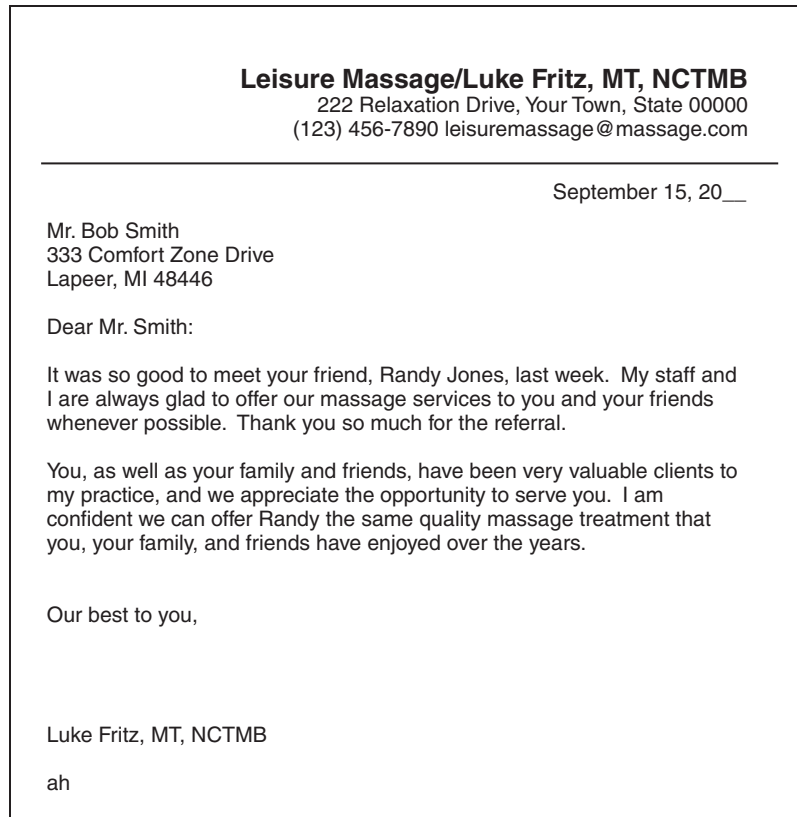 Leisure Massage/Luke Fritz, MT, NCTMB
222 Relaxation Drive, Your Town, State 00000
(123) 456-7890 leisuremassage@massage.com
September 15, 20__
Mr. Bob Smith
333 Comfort Zone Drive
Lapeer, MI 48446
Dear Mr. Smith:
It was so good to meet your friend, Randy Jones, last week.  My staff and
I are always glad to offer our massage services to you and your friends
whenever possible.  Thank you so much for the referral.
You, as well as your family and friends, have been very valuable clients to
my practice, and we appreciate the opportunity to serve you.  I am
confident we can offer Randy the same quality massage treatment that
you, your family, and friends have enjoyed over the years.
Our best to you,
Luke Fritz, MT, NCTMB
ah